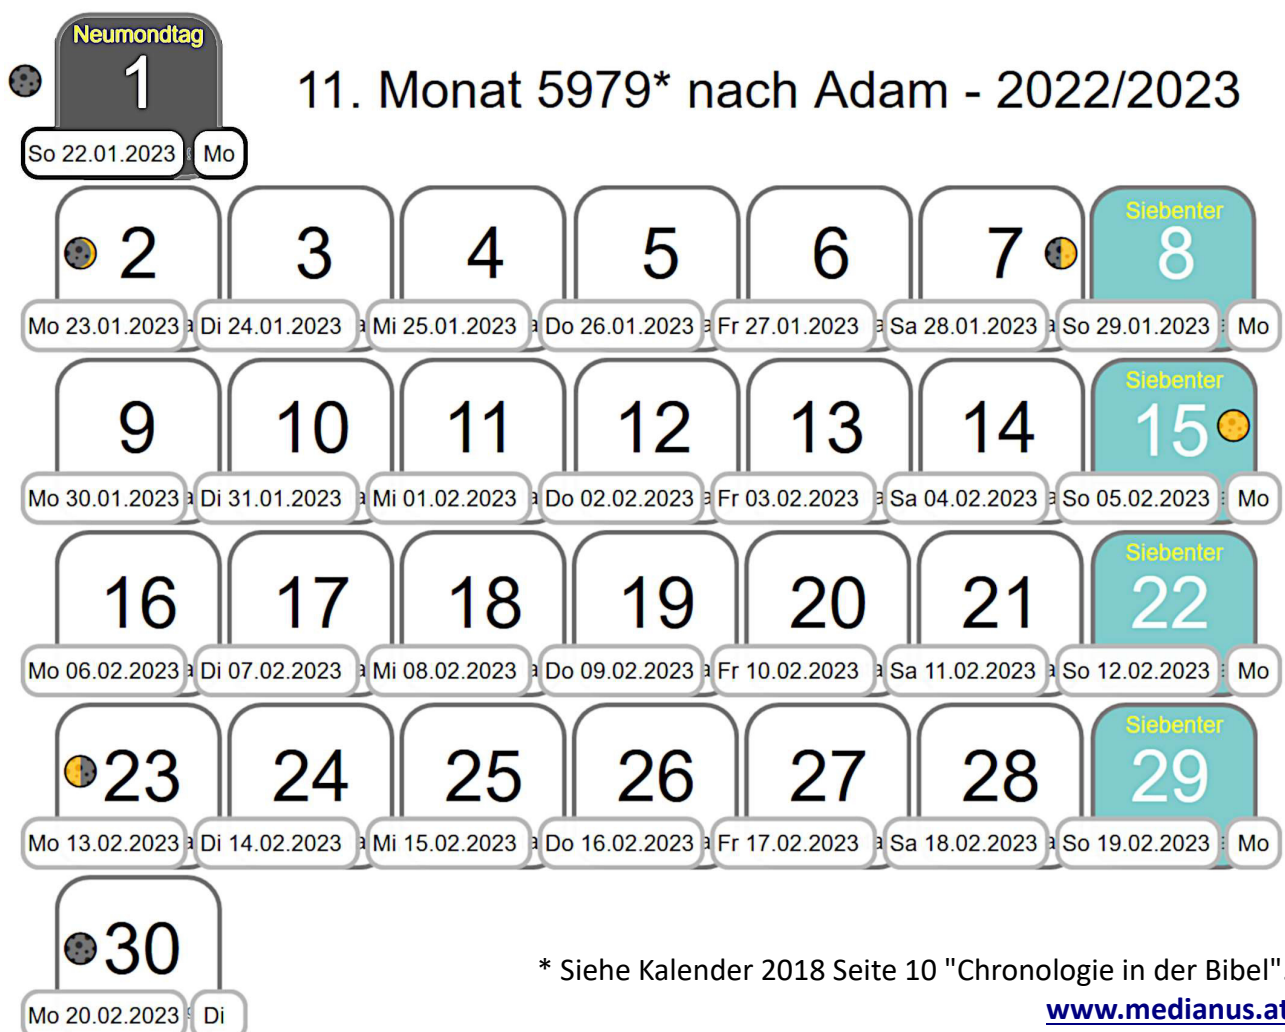 Neumondtag
1
11. Monat 5979* nach Adam - 2022/2023
So 22.01.2023 Mo
Siebenter
2 3 4 5 6 7 8
Mo 23.01.2023 Di 24.01.2023 Mi 25.01.2023 Do 26.01.2023 Fr 27.01.2023 Sa 28.01.2023 So 29.01.2023 Mo
Siebenter
9 10 11 12 13 14 15
Mo 30.01.2023 Di 31.01.2023 Mi 01.02.2023 Do 02.02.2023 Fr 03.02.2023 Sa 04.02.2023 So 05.02.2023 Mo
Siebenter
16 17 18 19 20 21 22
Mo 06.02.2023 Di 07.02.2023 Mi 08.02.2023 Do 09.02.2023 Fr 10.02.2023 Sa 11.02.2023 So 12.02.2023 Mo
Siebenter
23 24 25 26 27 28 29
Mo 13.02.2023 Di 14.02.2023 Mi 15.02.2023 Do 16.02.2023 Fr 17.02.2023 Sa 18.02.2023 So 19.02.2023 Mo
30
* Siehe Kalender 2018 Seite 10 "Chronologie in der Bibel".
Mo 20.02.2023 Di
www.medianus.at